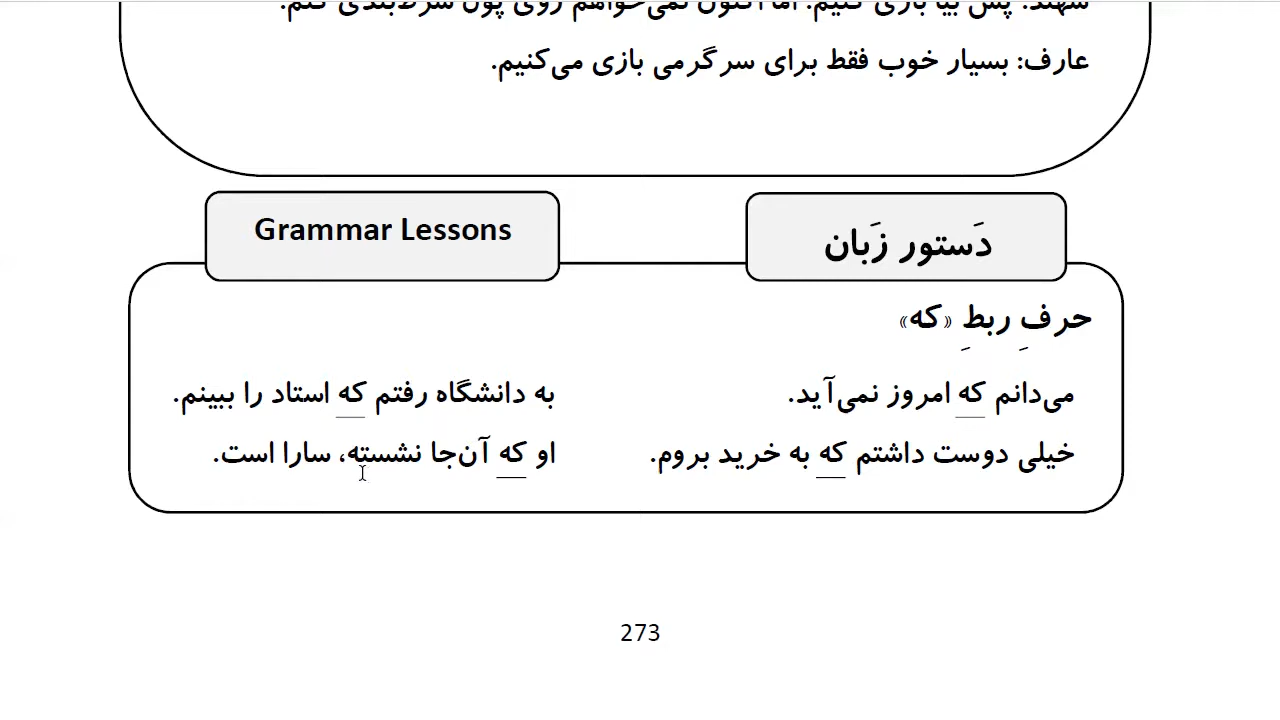 عارف: بسیار خوب فقط برای سرگرمی بازی می‌کنیم.
دَستور زَبان
Grammar Lessons
حرفِ ربطِ «که»
می‌دانم که امروز نمی‌آید.
به دانشگاه رفتم که استاد را ببینم.
خیلی دوست داشتم که به خرید بروم.
او که آن‌جا نشسته، سارا است.
273